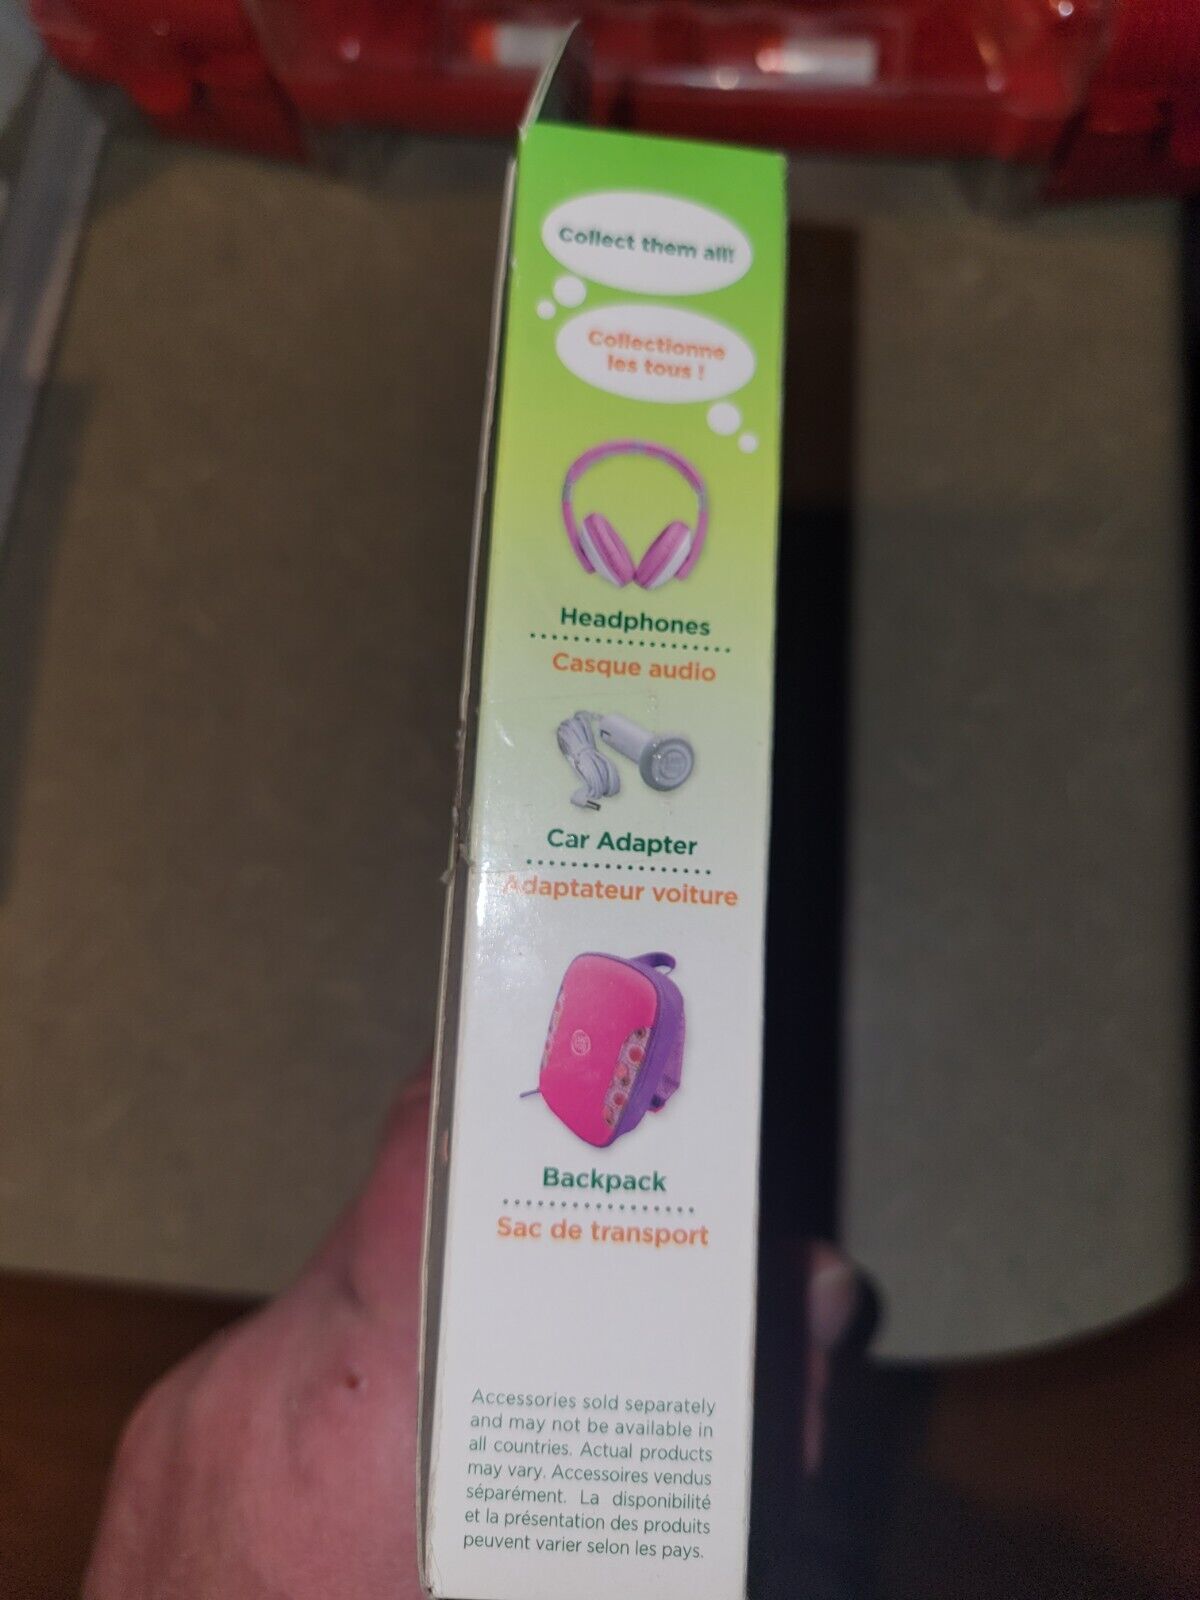 Collect them all!
Collectionne
les tous !
Headphones
Casque audio
Car Adapter
Adaptateur voiture
Backpack
Sac de transport
Accessories sold separately
and may not be available in
all countries. Actual products
may vary. Accessoires vendus
séparément. La disponibilité
et la présentation des produits
peuvent varier selon les pays.